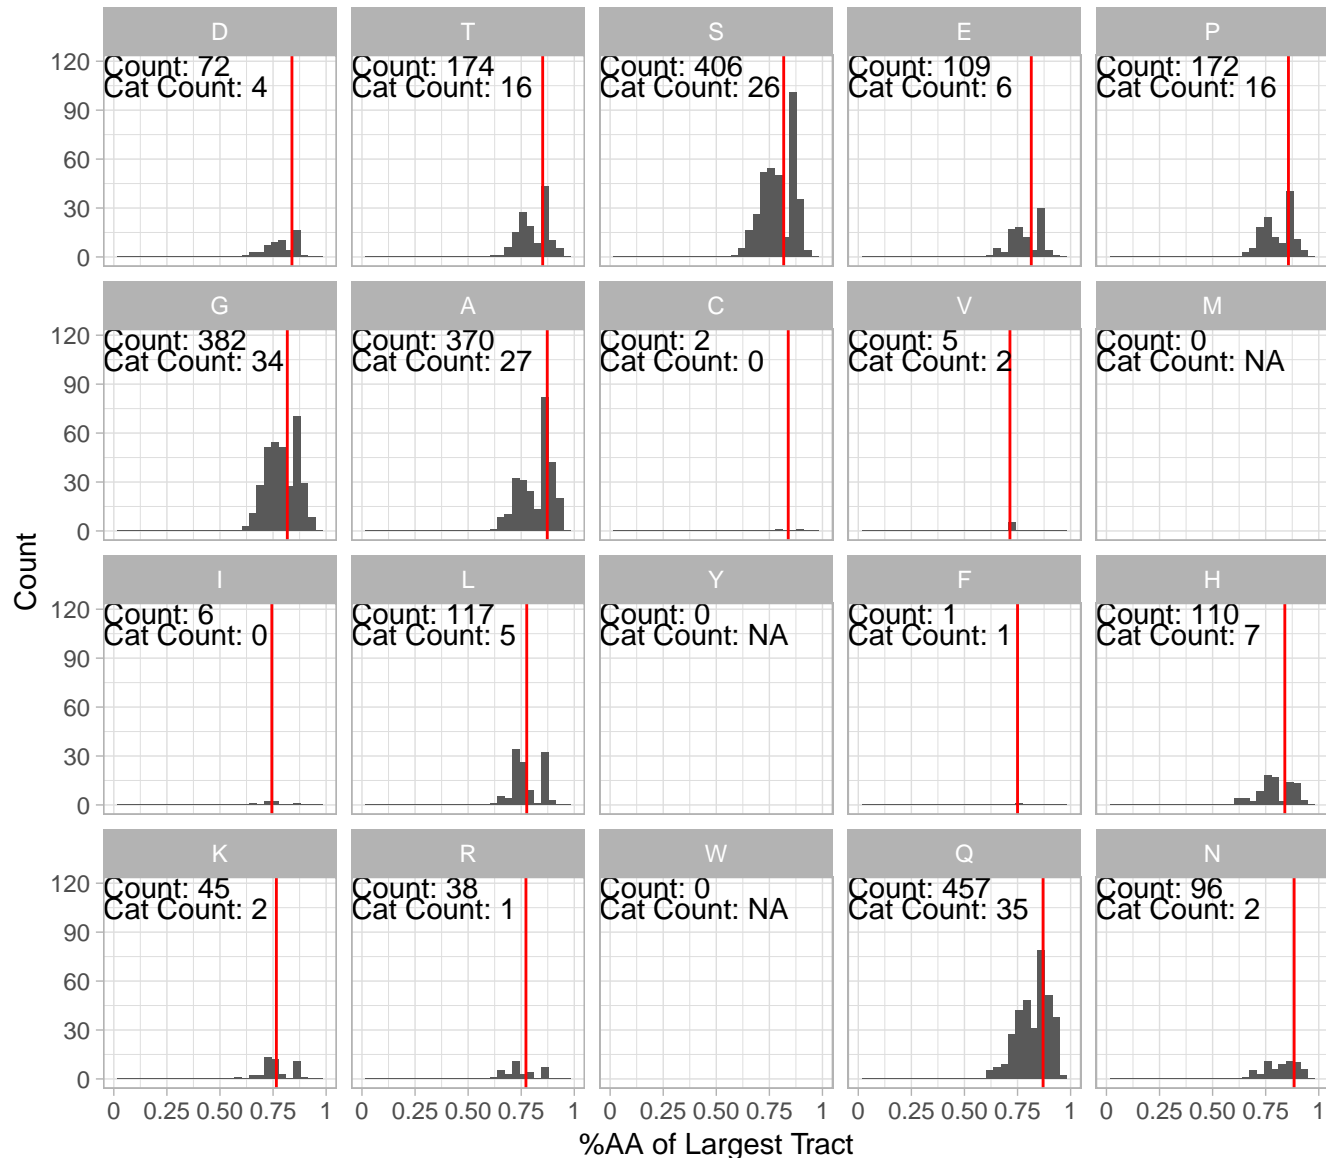 D T S E P
120 Count: 72 Count: 174 Count: 406 Count: 109 Count: 172
Cat Count: 4 Cat Count: 16 Cat Count: 26 Cat Count: 6 Cat Count: 16
90
60
30
0
G A C V M
120 Count: 382 Count: 370 Count: 2 Count: 5 Count: 0
Cat Count: 34 Cat Count: 27 Cat Count: 0 Cat Count: 2 Cat Count: NA
90
60
30
0
Count
I L Y F H
120 Count: 6 Count: 117 Count: 0 Count: 1 Count: 110
Cat Count: 0 Cat Count: 5 Cat Count: NA Cat Count: 1 Cat Count: 7
90
60
30
0
K R W Q N
120 Count: 45 Count: 38 Count: 0 Count: 457 Count: 96
Cat Count: 2 Cat Count: 1 Cat Count: NA Cat Count: 35 Cat Count: 2
90
60
30
0
0 0.25 0.50 0.75 1 0 0.25 0.50 0.75 1 0 0.25 0.50 0.75 1 0 0.25 0.50 0.75 1 0 0.25 0.50 0.75 1
%AA of Largest Tract